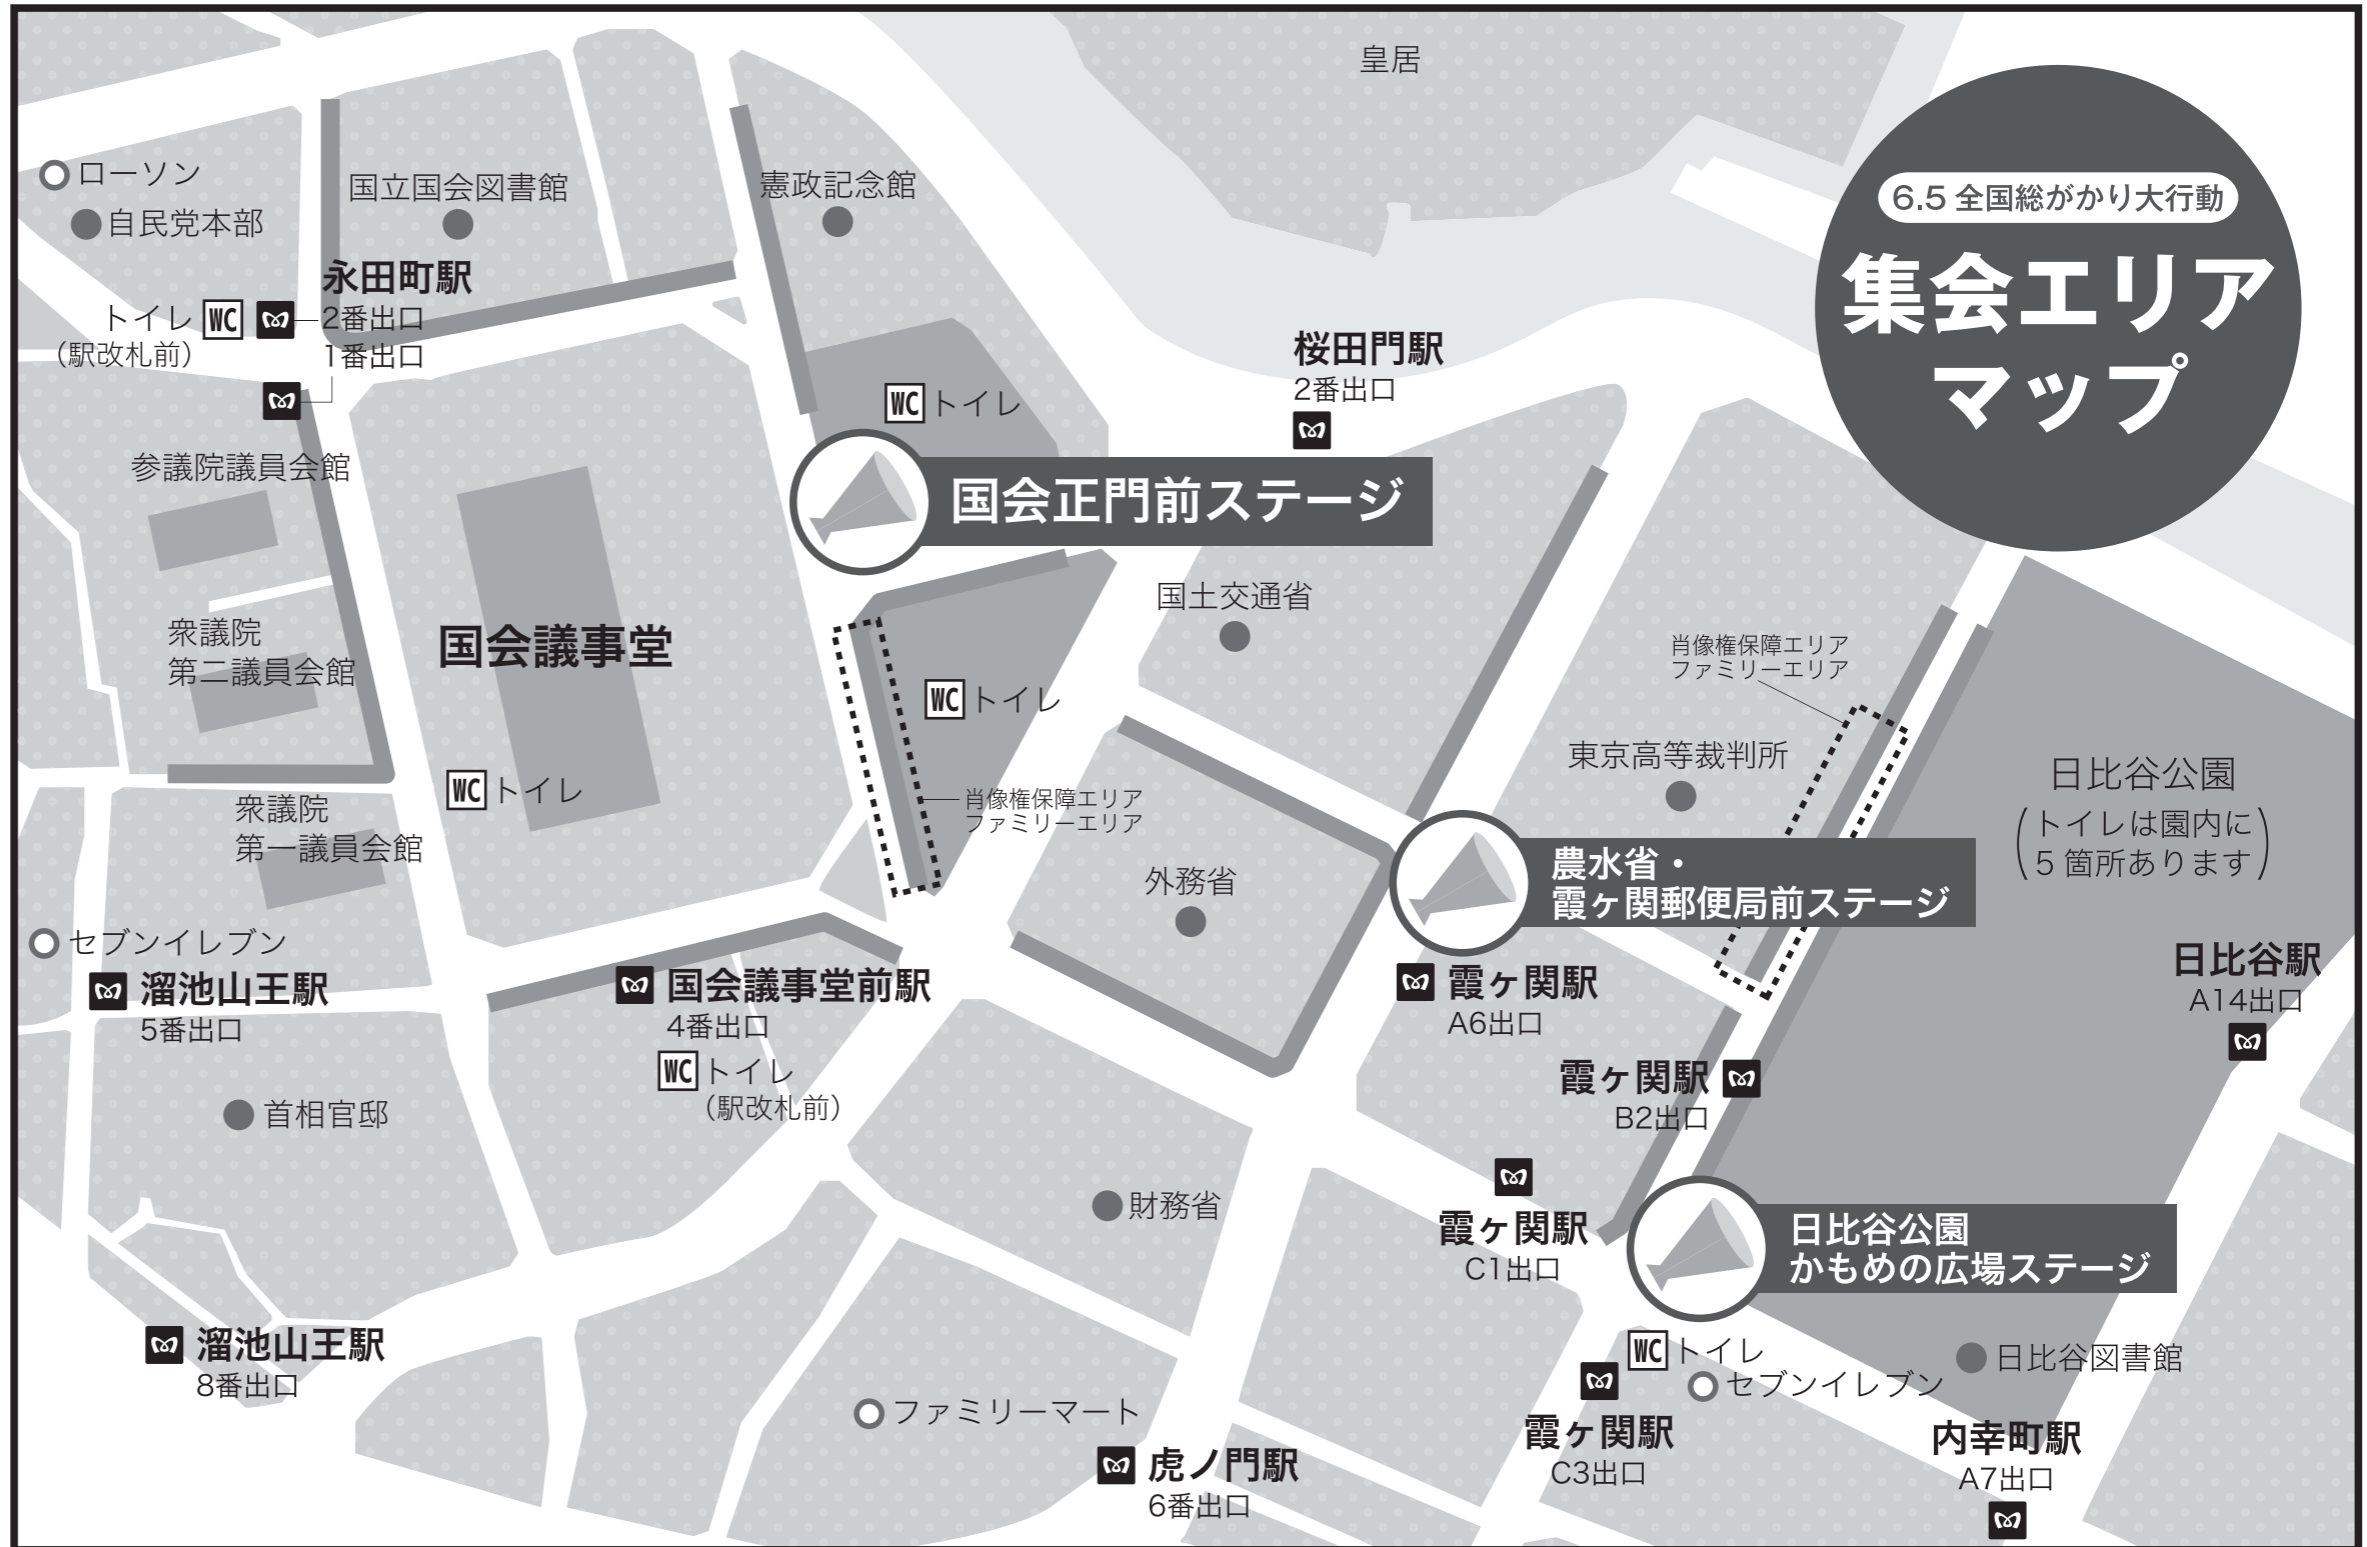 皇居
6.5 全国総がかり大行動
集会エリア
マップ
ローソン
自民党本部
国立国会図書館
憲政記念館
永田町駅
2番出口
1番出口
トイレ
WC
(駅改札前)
桜田門駅
2番出口
WC
トイレ
参議院議員会館
国会正門前ステージ
国土交通省
衆議院
第二議員会館
国会議事堂
肖像権保障エリア
ファミリーエリア
WC
トイレ
東京高等裁判所
日比谷公園
(トイレは園内に
5 箇所あります)
WC
トイレ
肖像権保障エリア
ファミリーエリア
衆議院
第一議員会館
外務省
農水省・
霞ヶ関郵便局前ステージ
セブンイレブン
溜池山王駅
5番出口
国会議事堂前駅
4番出口
WC
トイレ
(駅改札前)
霞ヶ関駅
A6出口
日比谷駅
A14出口
霞ヶ関駅
B2出口
首相官邸
財務省
霞ヶ関駅
C1出口
日比谷公園
かもめの広場ステージ
溜池山王駅
8番出口
WC
トイレ
セブンイレブン
日比谷図書館
ファミリーマート
霞ヶ関駅
C3出口
内幸町駅
A7出口
虎ノ門駅
6番出口